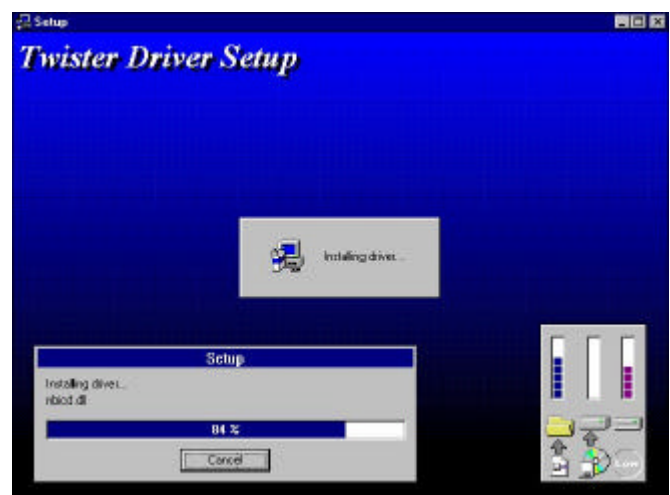 Setup
Twister Driver Setup
Installing driver...
Setup
Installing driver...
84 %
Cancel